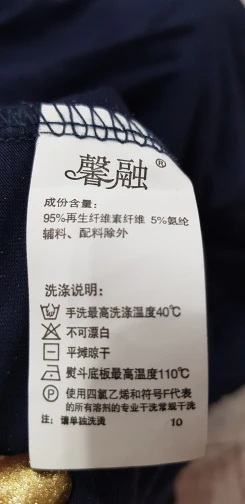 馨融®
成份含量：
95%再生纤维素纤维 5%氨纶
辅料、配料除外
洗涤说明：
手洗最高洗涤温度40℃
不可漂白
平摊晾干
熨斗底板最高温度110℃
P 使用四氯乙烯和符号F代表
的所有溶剂的专业干洗常规干洗
注：请单独洗烫
10